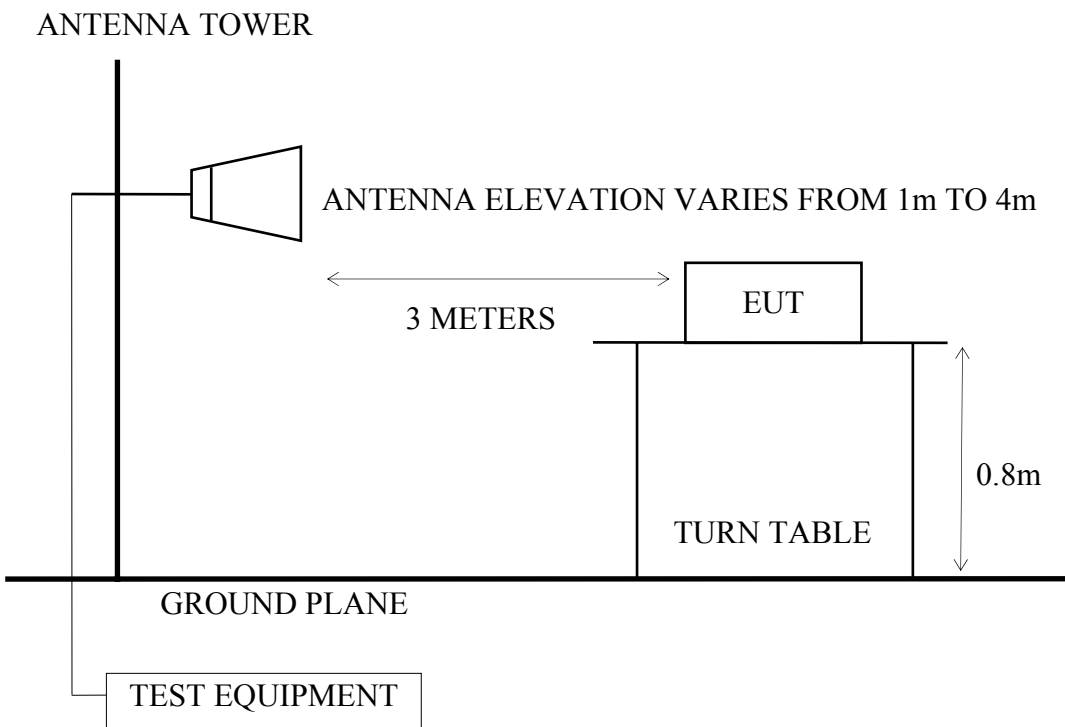 ANTENNA TOWER
ANTENNA ELEVATION VARIES FROM 1m TO 4m
EUT
3 METERS
0.8m
TURN TABLE
GROUND PLANE
TEST EQUIPMENT